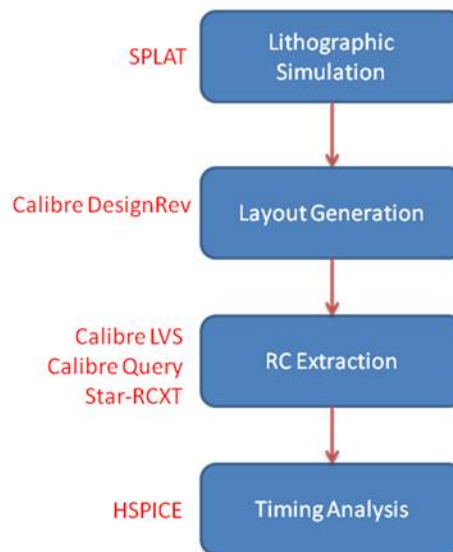 SPLAT
Lithographic
Simulation
Calibre DesignRev
Layout Generation
Calibre LVS
Calibre Query
Star-RCXT
RC Extraction
HSPICE
Timing Analysis